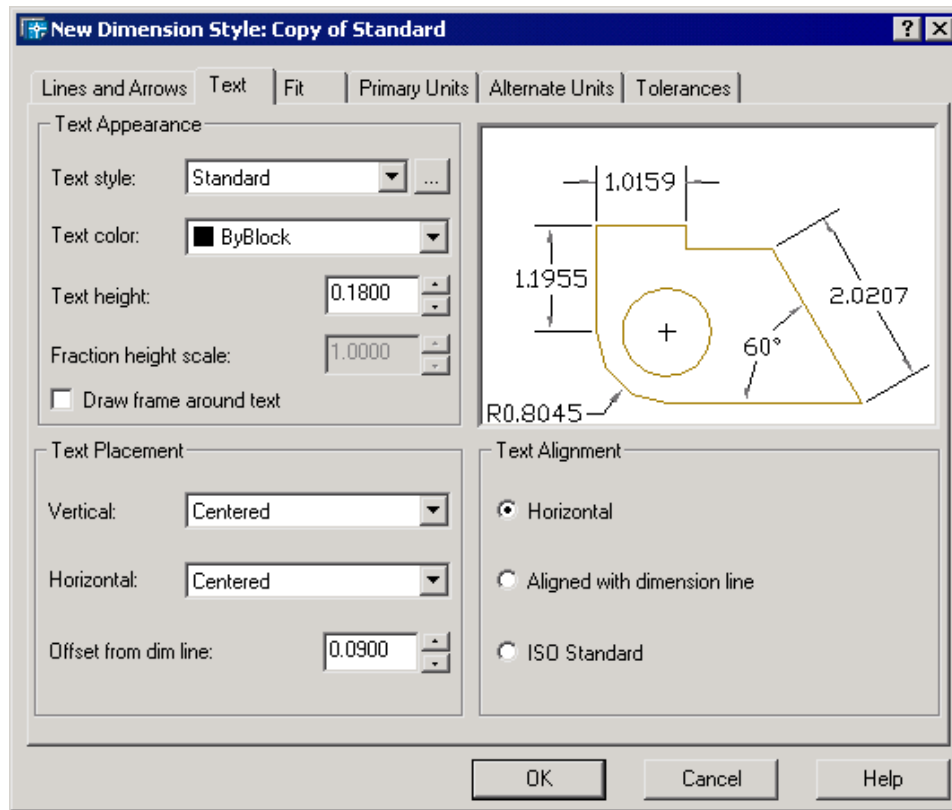 New Dimension Style: Copy of Standard
Lines and Arrows Text Fit Primary Units Alternate Units Tolerances
Text Appearance
Text style: Standard ...
Text color: ByBlock
Text height: 0.1800
Fraction height scale: 1.0000
Draw frame around text
1.0159
1.1955
2.0207
60°
R0.8045
Text Placement
Vertical: Centered
Horizontal: Centered
Offset from dim line: 0.0900
Text Alignment
Horizontal
Aligned with dimension line
ISO Standard
OK Cancel Help